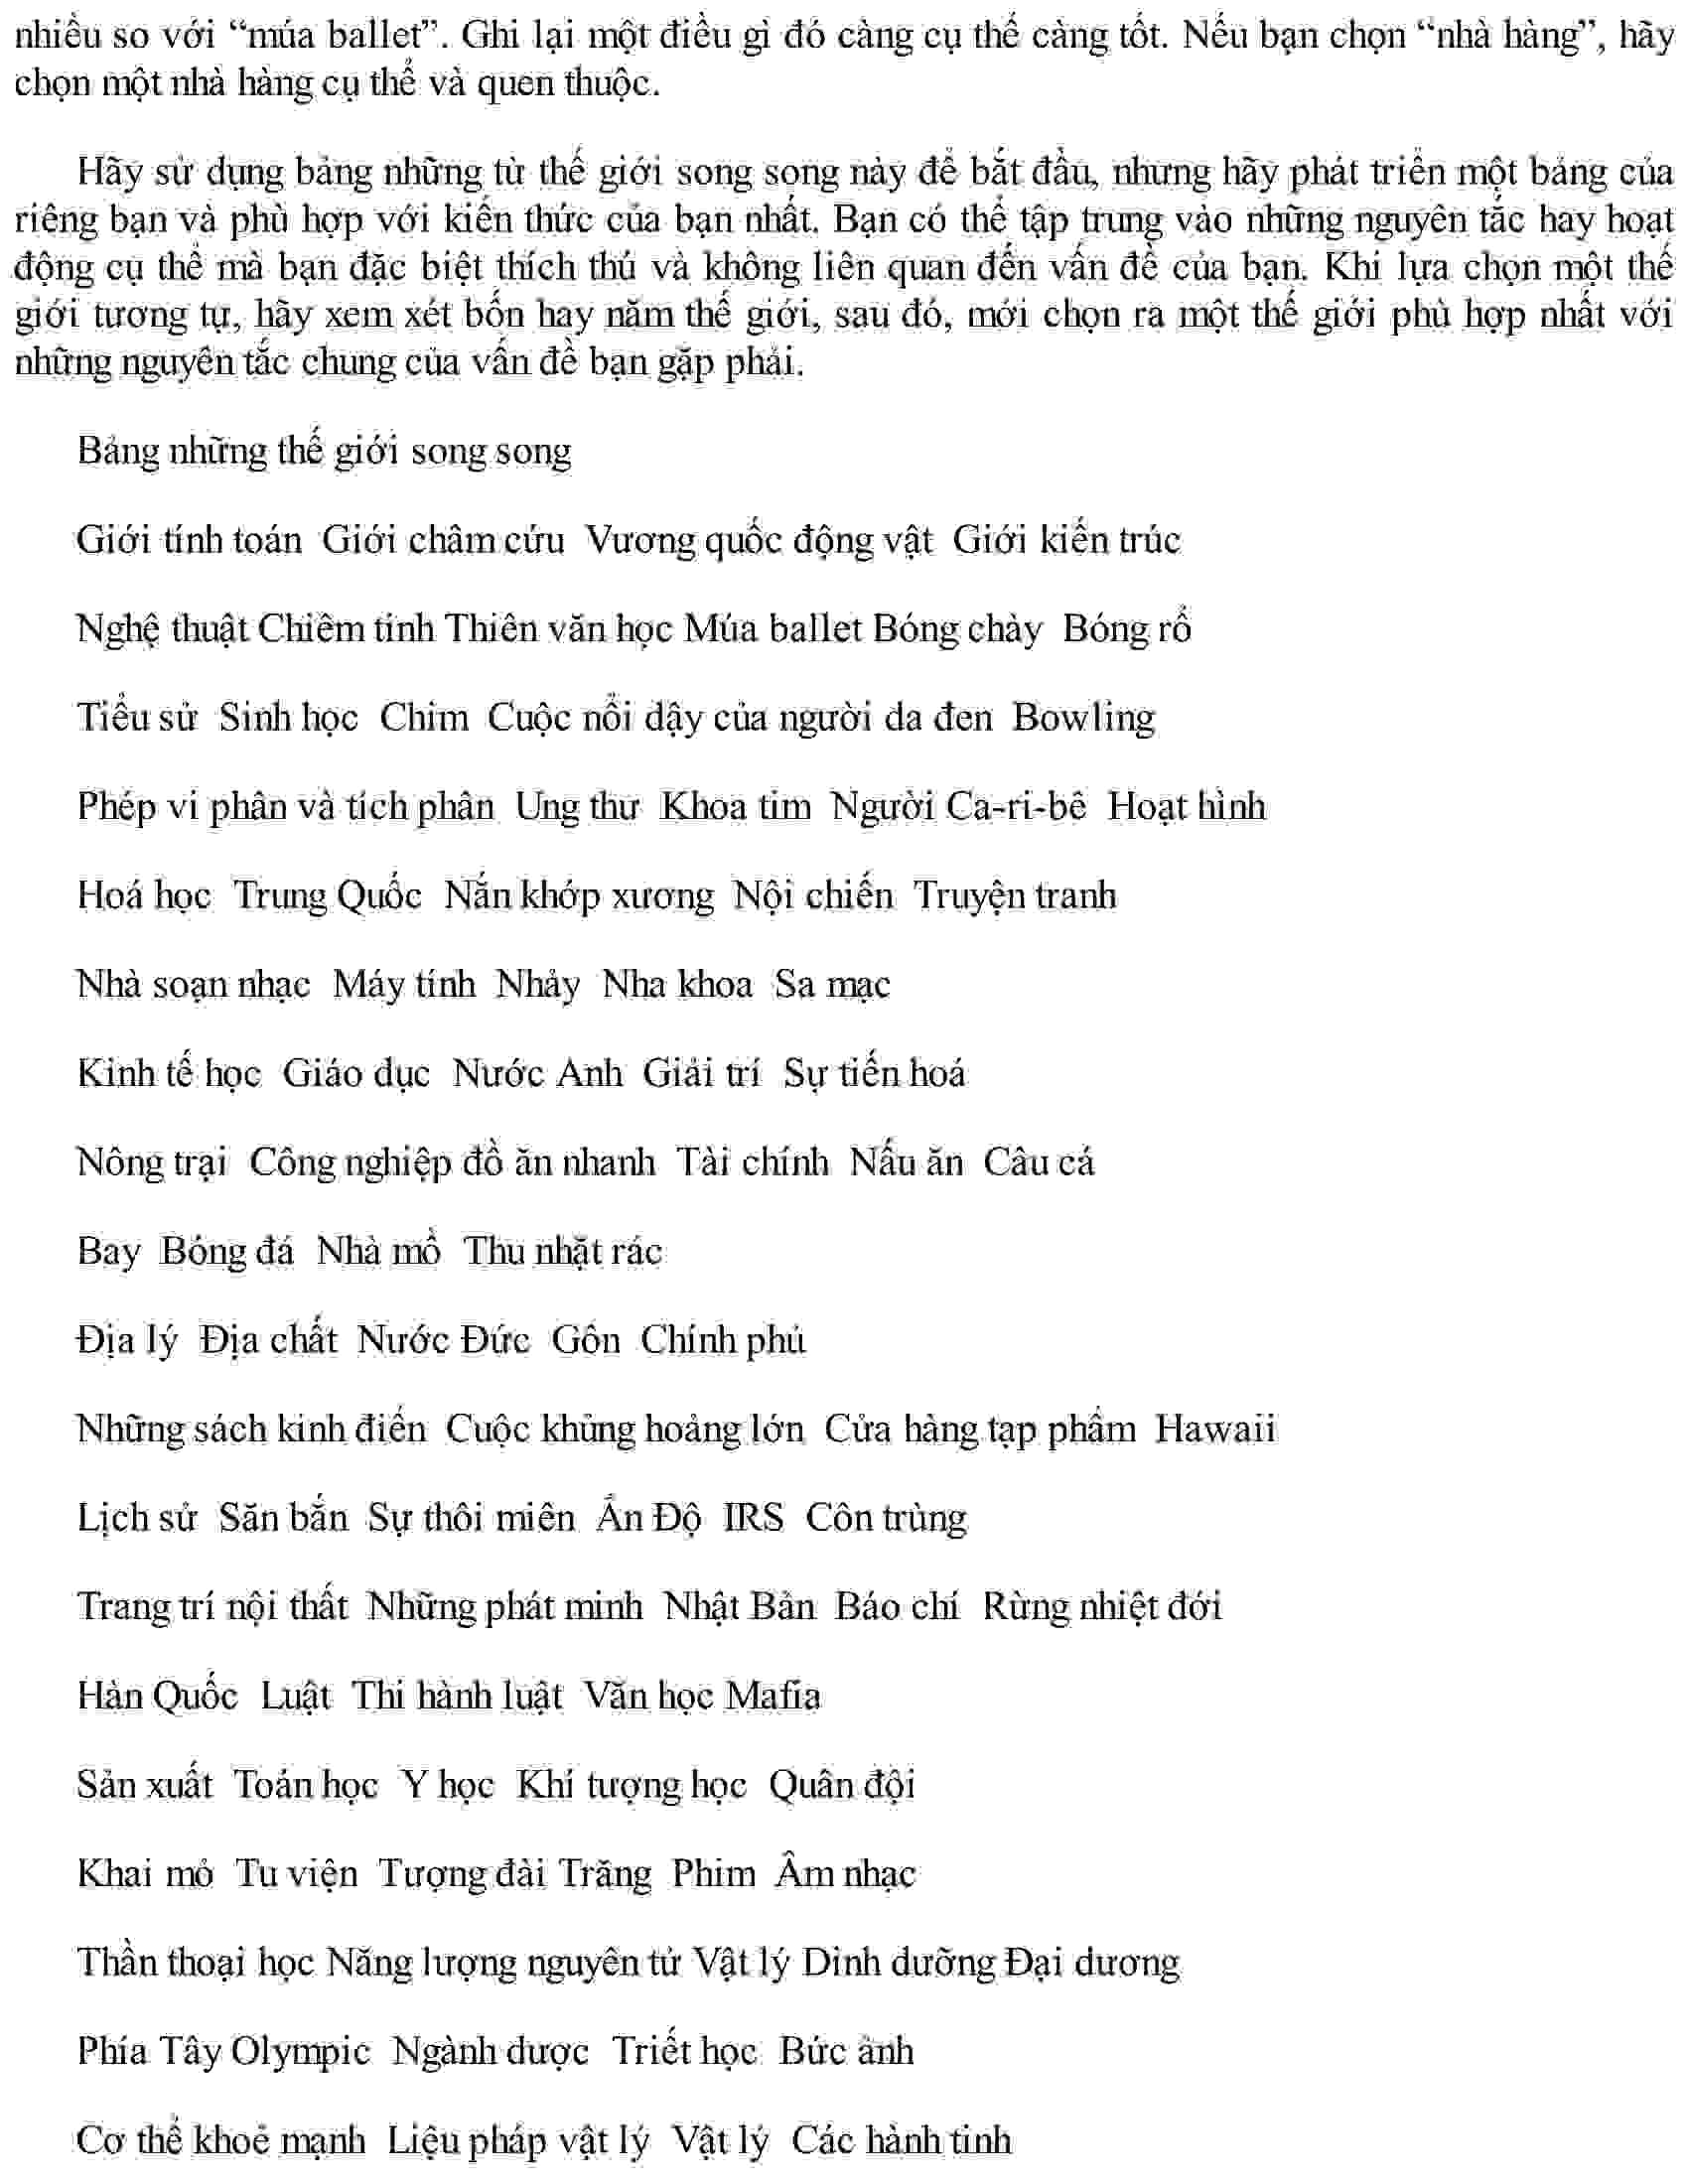 nhiều so với “múa ballet”. Ghi lại một điều gì đó càng cụ thể càng tốt. Nếu bạn chọn “nhà hàng”, hãy
chọn một nhà hàng cụ thể và quen thuộc.
Hãy sử dụng bảng những từ thế giới song song này để bắt đầu, nhưng hãy phát triển một bảng của
riêng bạn và phù hợp với kiến thức của bạn nhất. Bạn có thể tập trung vào những nguyên tắc hay hoạt
động cụ thể mà bạn đặc biệt thích thú và không liên quan đến vấn đề của bạn. Khi lựa chọn một thế
giới tương tự, hãy xem xét bốn hay năm thế giới, sau đó, mới chọn ra một thế giới phù hợp nhất với
những nguyên tắc chung của vấn đề bạn gặp phải.
Bảng những thế giới song song
Giới tính toán Giới châm cứu Vương quốc động vật Giới kiến trúc
Nghệ thuật Chiêm tinh Thiên văn học Múa ballet Bóng chày Bóng rổ
Tiểu sử Sinh học Chim Cuộc nổi dậy của người da đen Bowling
Phép vi phân và tích phân Ung thư Khoa tim Người Ca-ri-bê Hoạt hình
Hoá học Trung Quốc Nắn khớp xương Nội chiến Truyện tranh
Nhà soạn nhạc Máy tính Nhảy Nha khoa Sa mạc
Kinh tế học Giáo dục Nước Anh Giải trí Sự tiến hoá
Nông trại Công nghiệp đồ ăn nhanh Tài chính Nấu ăn Câu cá
Bay Bóng đá Nhà mồ Thu nhặt rác
Địa lý Địa chất Nước Đức Gôn Chính phủ
Những sách kinh điển Cuộc khủng hoảng lớn Cửa hàng tạp phẩm Hawaii
Lịch sử Săn bắn Sự thôi miên Ấn Độ IRS Côn trùng
Trang trí nội thất Những phát minh Nhật Bản Báo chí Rừng nhiệt đới
Hàn Quốc Luật Thi hành luật Văn học Mafia
Sản xuất Toán học Y học Khí tượng học Quân đội
Khai mỏ Tu viện Tượng đài Trăng Phim Âm nhạc
Thần thoại học Năng lượng nguyên tử Vật lý Dinh dưỡng Đại dương
Phía Tây Olympic Ngành dược Triết học Bức ảnh
Cơ thể khoẻ mạnh Liệu pháp vật lý Vật lý Các hành tinh